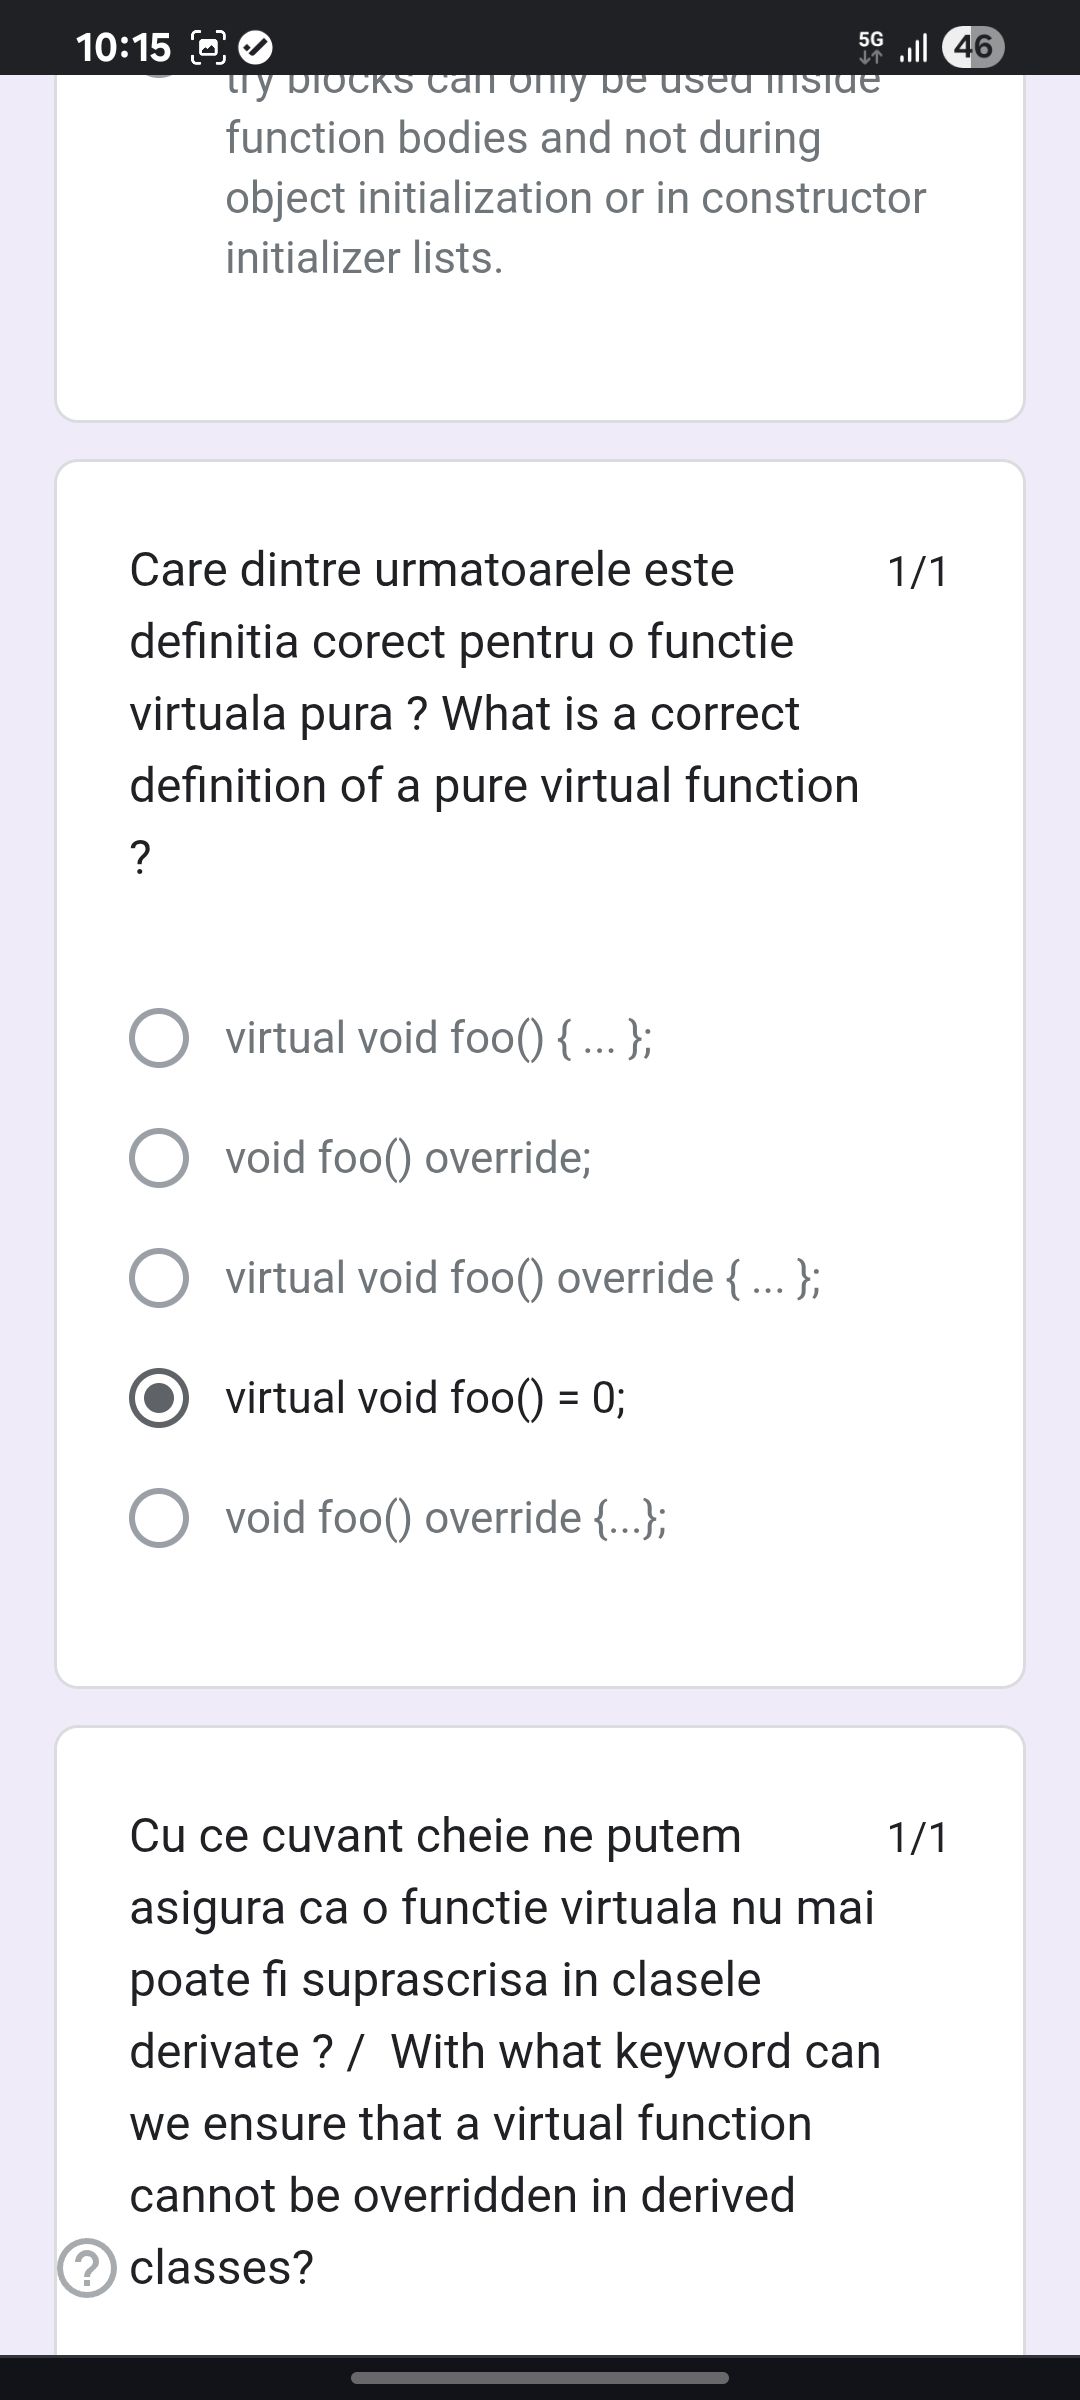 10:15
5G
46
try blocks can only be used inside
function bodies and not during
object initialization or in constructor
initializer lists.
Care dintre urmatoarele este
1/1
definitia corect pentru o functie
virtuala pura ? What is a correct
definition of a pure virtual function
?
virtual void foo() { ... };
void foo() override;
virtual void foo() override { ... };
virtual void foo() = 0;
void foo() override {...};
Cu ce cuvant cheie ne putem
1/1
asigura ca o functie virtuala nu mai
poate fi suprascrisa in clasele
derivate ? /  With what keyword can
we ensure that a virtual function
cannot be overridden in derived
classes?
?